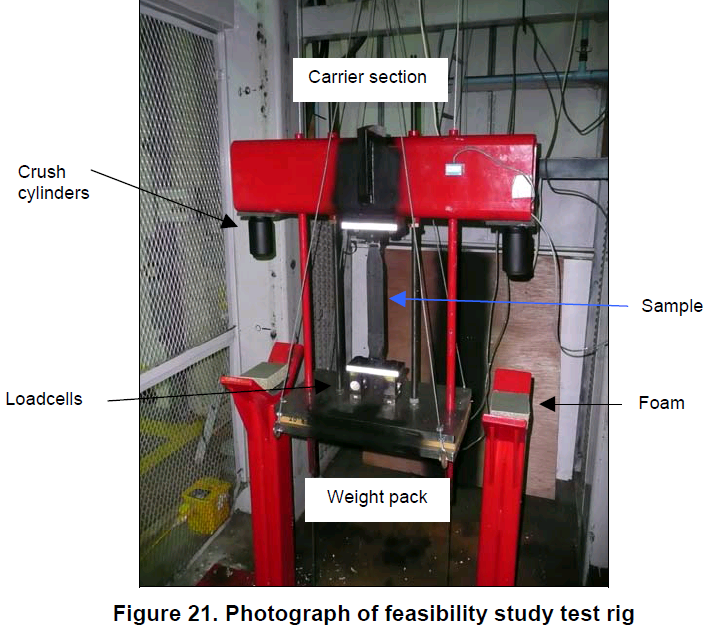 Carrier section
Crush
cylinders
Sample
Loadcells
Foam
Weight pack
Figure 21. Photograph of feasibility study test rig